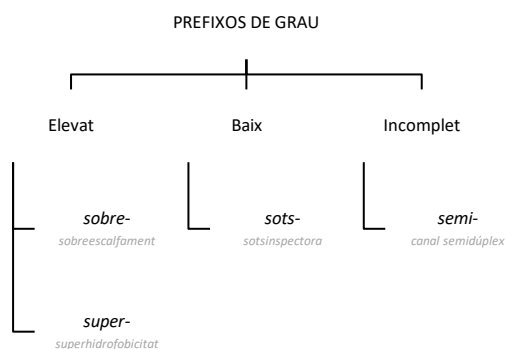 PREFIXOS DE GRAU
Elevat
Baix
Incomplet
sobre-
sobreescalfament
sots-
sotsinspectora
semi-
canal semidúplex
super-
superhidrofobicitat